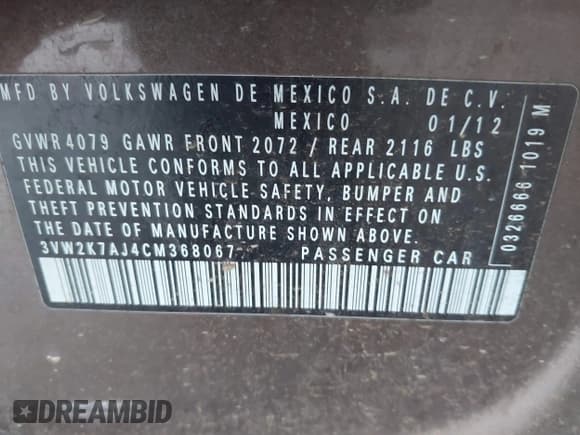 MFD BY VOLKSWAGEN DE MEXICO S.A. DE C.V.
MEXICO 01/12
GVWR 4079 GAWR FRONT 2072 / REAR 2116 LBS
THIS VEHICLE CONFORMS TO ALL APPLICABLE U.S.
FEDERAL MOTOR VEHICLE SAFETY, BUMPER AND
THEFT PREVENTION STANDARDS IN EFFECT ON
THE DATE OF MANUFACTURE SHOWN ABOVE.
3VW2K7AJ4CM368067 PASSENGER CAR
0326666 1019 M
DREAMBID